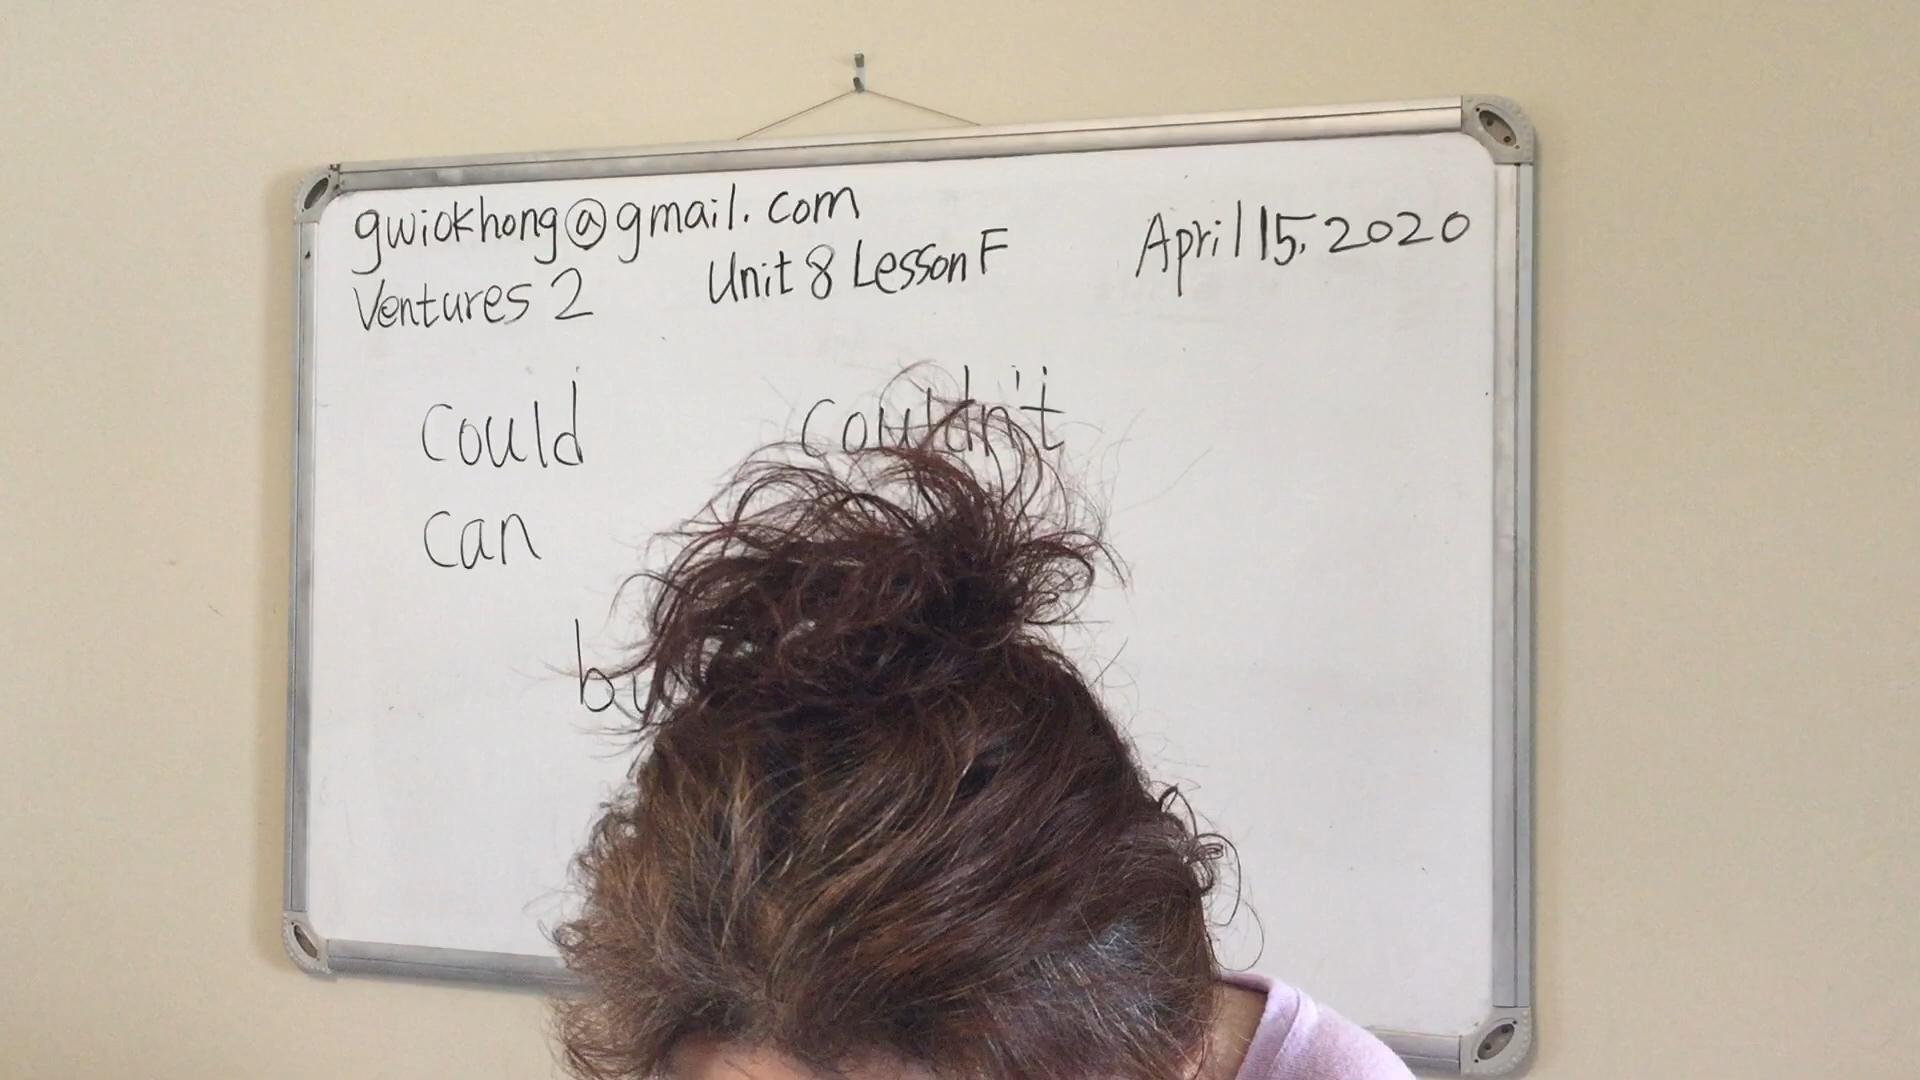 gwiokhong@gmail.com
Ventures 2 Unit 8 Lesson F April 15, 2020
could couldn't
can